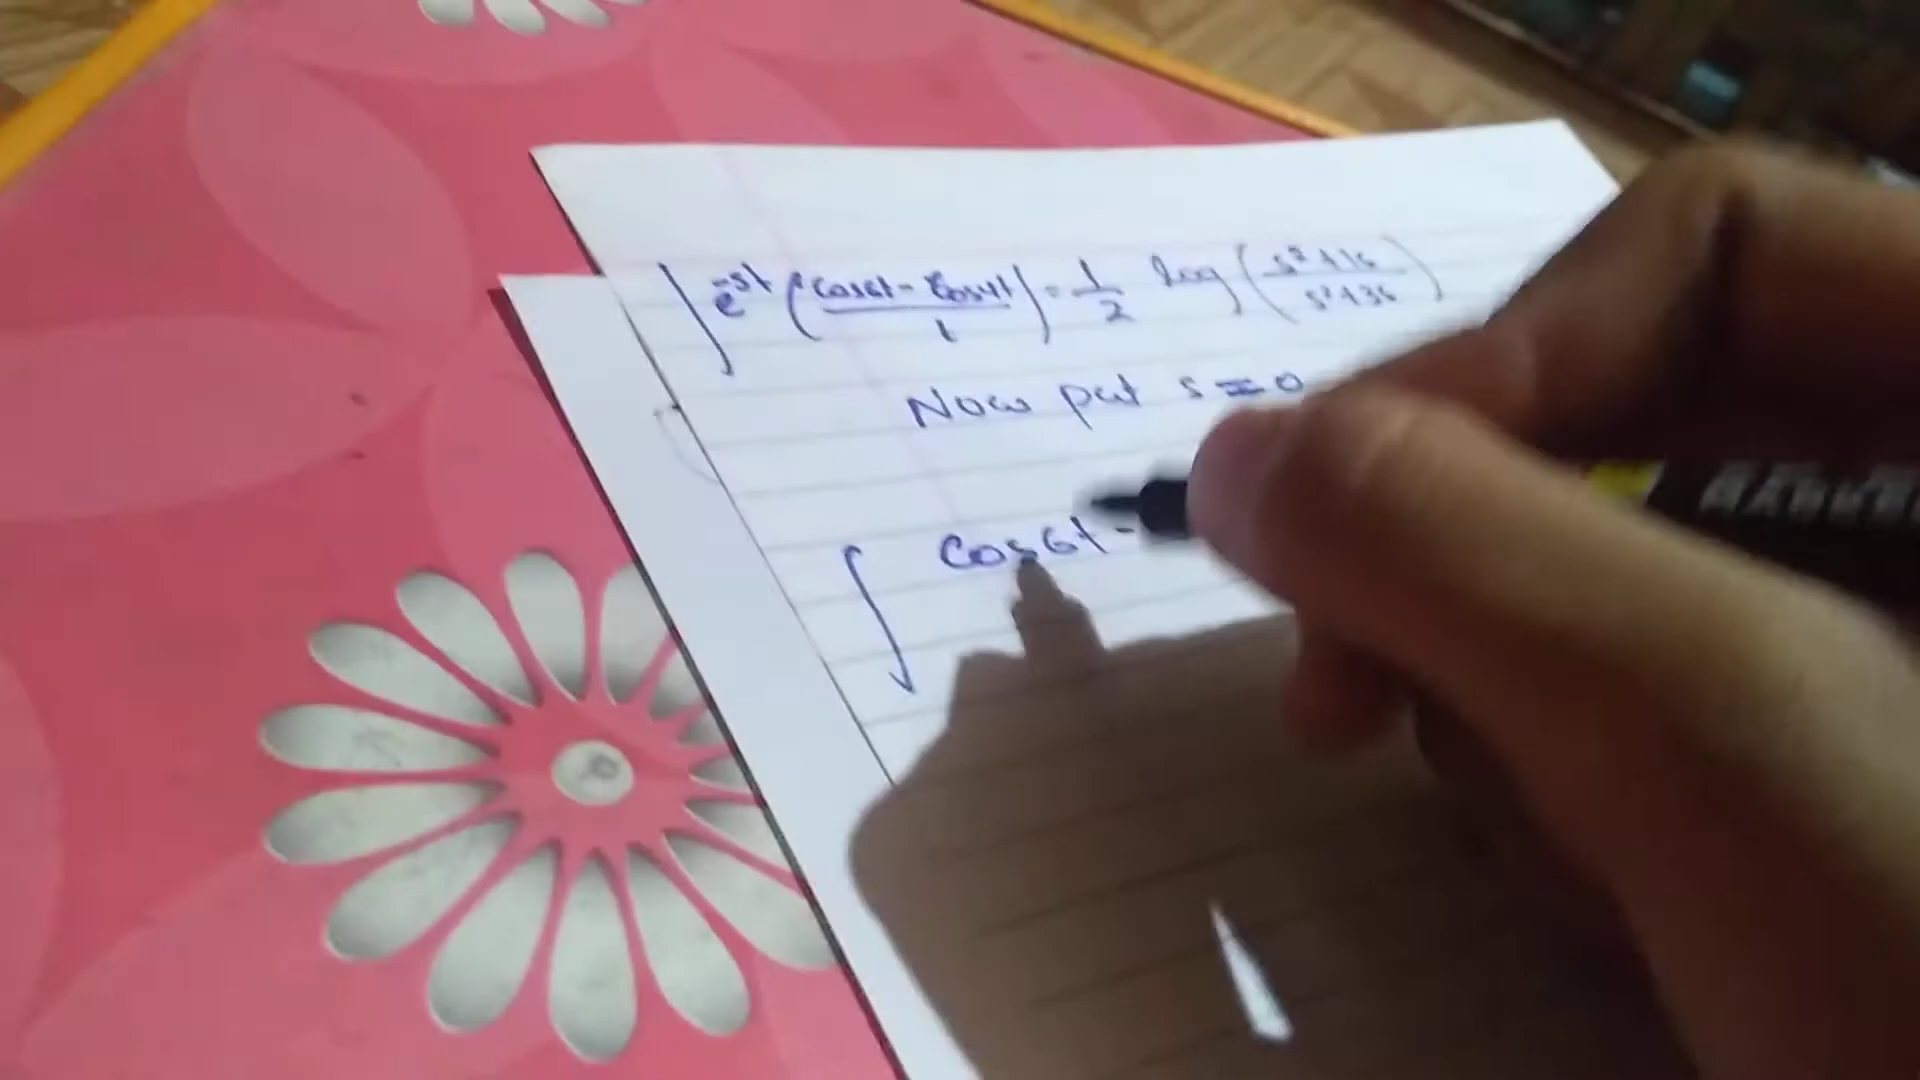 ∫ e^-st (cos6t - cos4t / t) = 1/2 log (s²+16 / s²+36)
Now put s = 0
∫ cos6t -